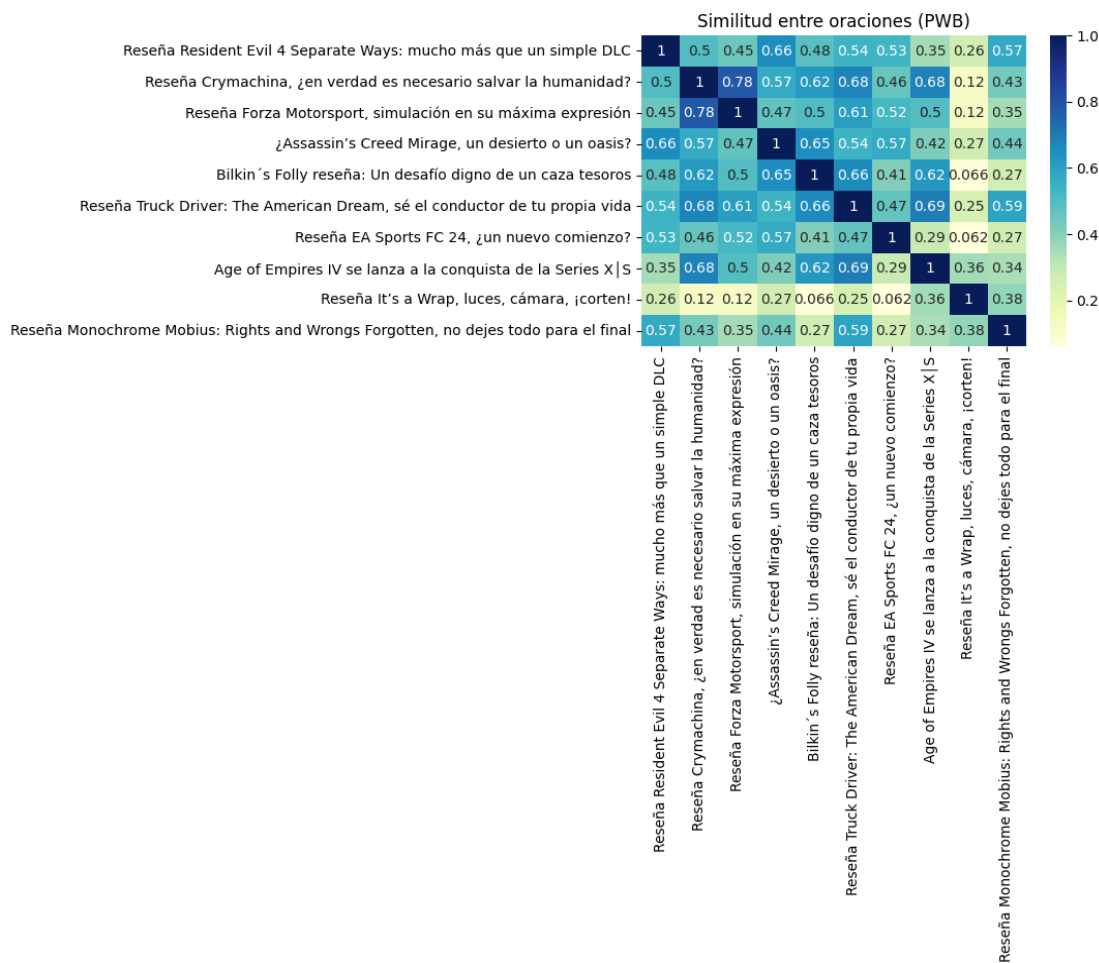 Similitud entre oraciones (PWB)
Reseña Resident Evil 4 Separate Ways: mucho más que un simple DLC 1 0.5 0.45 0.66 0.48 0.54 0.53 0.35 0.26 0.57
Reseña Crymachina, ¿en verdad es necesario salvar la humanidad? 0.5 1 0.78 0.57 0.62 0.68 0.46 0.68 0.12 0.43
Reseña Forza Motorsport, simulación en su máxima expresión 0.45 0.78 1 0.47 0.5 0.61 0.52 0.5 0.12 0.35
¿Assassin’s Creed Mirage, un desierto o un oasis? 0.66 0.57 0.47 1 0.65 0.54 0.57 0.42 0.27 0.44
Bilkin´s Folly reseña: Un desafío digno de un caza tesoros 0.48 0.62 0.5 0.65 1 0.66 0.41 0.62 0.066 0.27
Reseña Truck Driver: The American Dream, sé el conductor de tu propia vida 0.54 0.68 0.61 0.54 0.66 1 0.47 0.69 0.25 0.59
Reseña EA Sports FC 24, ¿un nuevo comienzo? 0.53 0.46 0.52 0.57 0.41 0.47 1 0.29 0.062 0.27
Age of Empires IV se lanza a la conquista de la Series X|S 0.35 0.68 0.5 0.42 0.62 0.69 0.29 1 0.36 0.34
Reseña It’s a Wrap, luces, cámara, ¡corten! 0.26 0.12 0.12 0.27 0.066 0.25 0.062 0.36 1 0.38
Reseña Monochrome Mobius: Rights and Wrongs Forgotten, no dejes todo para el final 0.57 0.43 0.35 0.44 0.27 0.59 0.27 0.34 0.38 1
Reseña Resident Evil 4 Separate Ways: mucho más que un simple DLC
Reseña Crymachina, ¿en verdad es necesario salvar la humanidad?
Reseña Forza Motorsport, simulación en su máxima expresión
¿Assassin’s Creed Mirage, un desierto o un oasis?
Bilkin´s Folly reseña: Un desafío digno de un caza tesoros
Reseña Truck Driver: The American Dream, sé el conductor de tu propia vida
Reseña EA Sports FC 24, ¿un nuevo comienzo?
Age of Empires IV se lanza a la conquista de la Series X|S
Reseña It’s a Wrap, luces, cámara, ¡corten!
Reseña Monochrome Mobius: Rights and Wrongs Forgotten, no dejes todo para el final
1.0
0.8
0.6
0.4
0.2